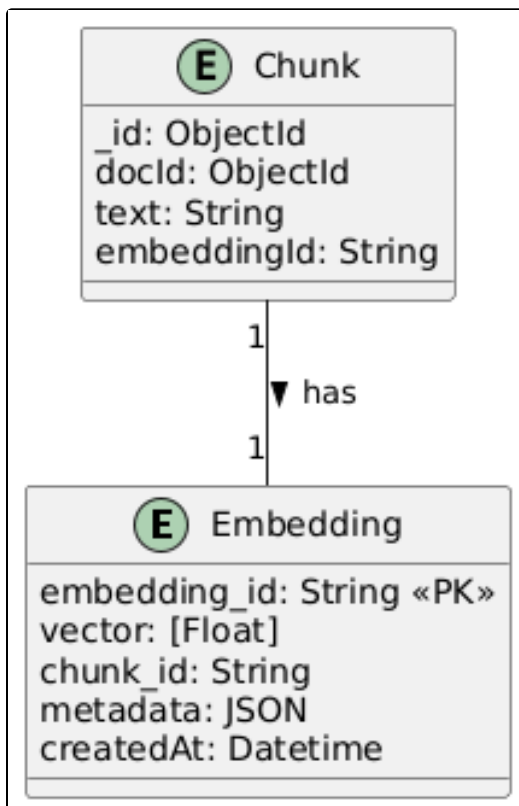 E Chunk
_id: ObjectId
docId: ObjectId
text: String
embeddingId: String
1
has
1
E Embedding
embedding_id: String «PK»
vector: [Float]
chunk_id: String
metadata: JSON
createdAt: Datetime